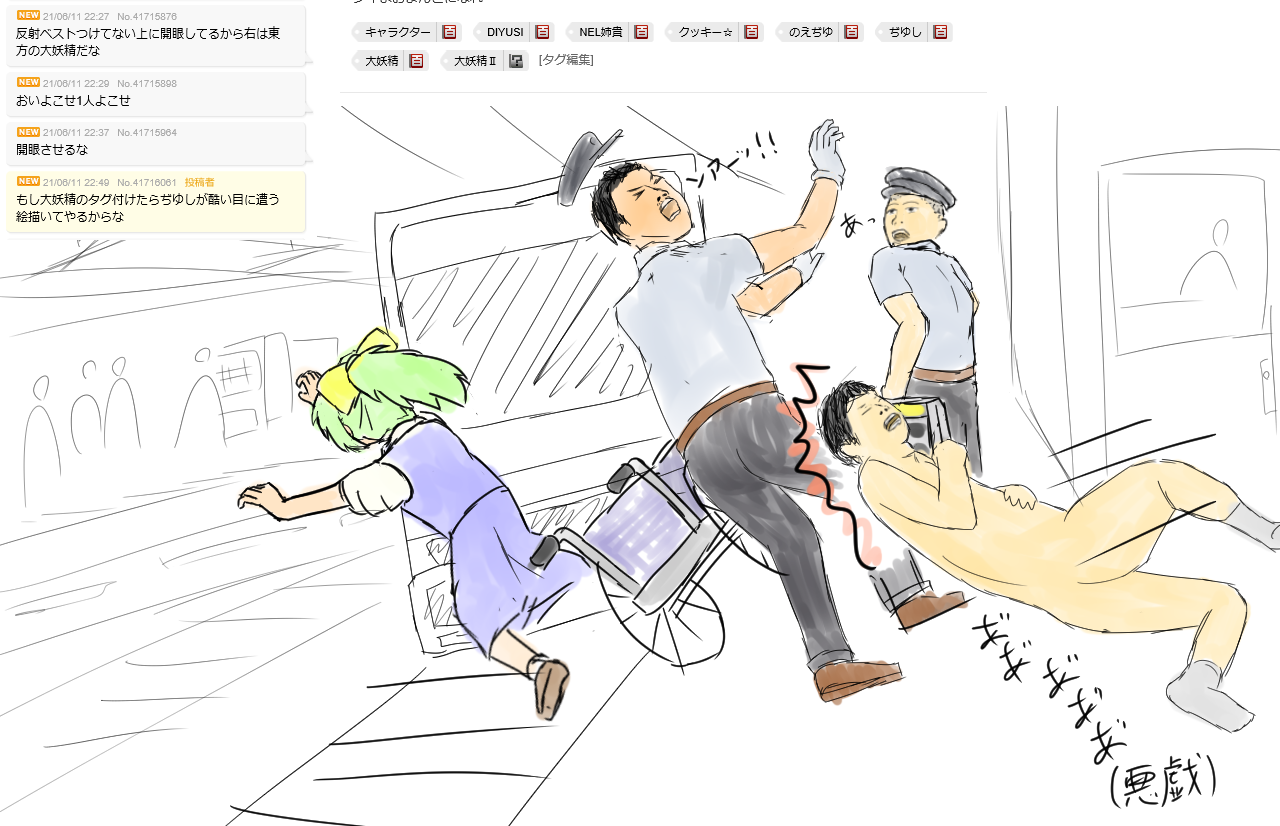 NEW 21/06/11 22:27 No.41715876
反射ベストつけてない上に開眼してるから右は東
方の大妖精だな
NEW 21/06/11 22:29 No.41715898
おいよこせ1人よこせ
NEW 21/06/11 22:37 No.41715964
開眼させるな
NEW 21/06/11 22:49 No.41716061 投稿者
もし大妖精のタグ付けたらぢゆしが酷い目に遭う
絵描いてやるからな
キャラクター DIYUSI NEL姉貴 クッキー☆ のえぢゆ ぢゆし
大妖精 大妖精Ⅱ [タグ編集]
ンアーッ!!
あっ
(悪戯)